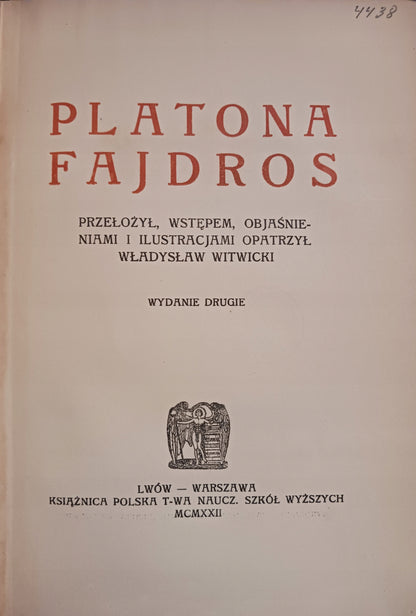 4438
PLATONA
FAJDROS
PRZEŁOŻYŁ, WSTĘPEM, OBJAŚNIE-
NIAMI I ILUSTRACJAMI OPATRZYŁ
WŁADYSŁAW WITWICKI
WYDANIE DRUGIE
LWÓW — WARSZAWA
KSIĄŻNICA POLSKA T-WA NAUCZ. SZKÓŁ WYŻSZYCH
MCMXXII